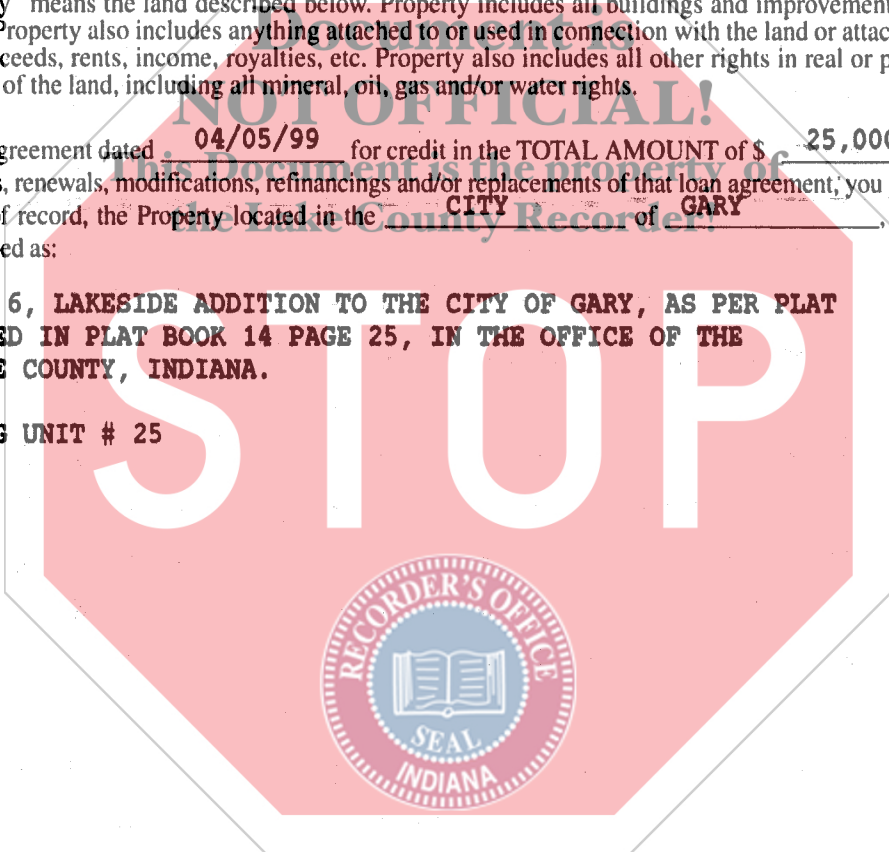 y" means the land described below. Property includes all buildings and improvement
Property also includes anything attached to or used in connection with the land or attac
ceeds, rents, income, royalties, etc. Property also includes all other rights in real or p
of the land, including all mineral, oil, gas and/or water rights.
Document is
NOT OFFICIAL!
This Document is the property of
the Lake County Recorder!
greement dated 04/05/99 for credit in the TOTAL AMOUNT of $ 25,000
, renewals, modifications, refinancings and/or replacements of that loan agreement, you
f record, the Property located in the CITY of GARY,
ed as:
6, LAKESIDE ADDITION TO THE CITY OF GARY, AS PER PLAT
ED IN PLAT BOOK 14 PAGE 25, IN THE OFFICE OF THE
E COUNTY, INDIANA.
G UNIT # 25
STOP
RECORDER'S OFFICE
SEAL
INDIANA